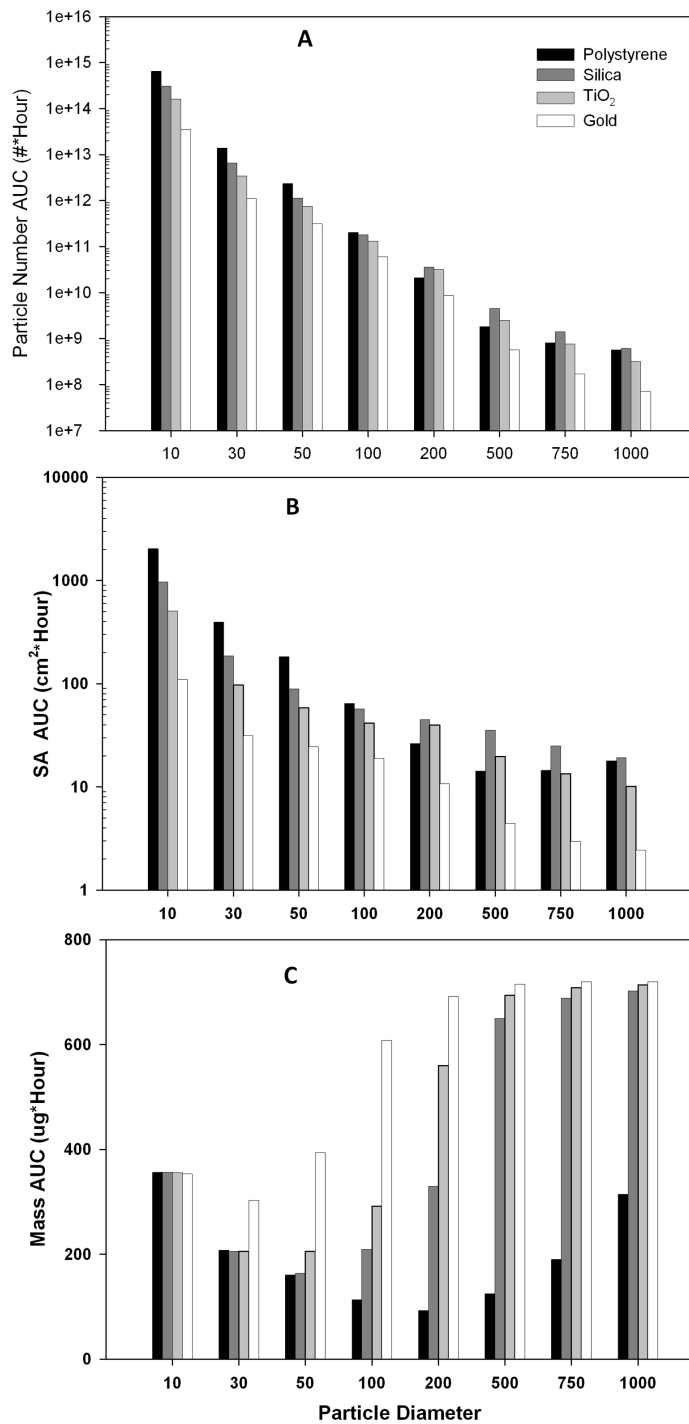 A
Polystyrene
Silica
TiO2
Gold
Particle Number AUC (#*Hour)
1e+16
1e+15
1e+14
1e+13
1e+12
1e+11
1e+10
1e+9
1e+8
1e+7
10 30 50 100 200 500 750 1000
B
SA AUC (cm2*Hour)
10000
1000
100
10
1
10 30 50 100 200 500 750 1000
C
Mass AUC (ug*Hour)
800
600
400
200
0
10 30 50 100 200 500 750 1000
Particle Diameter